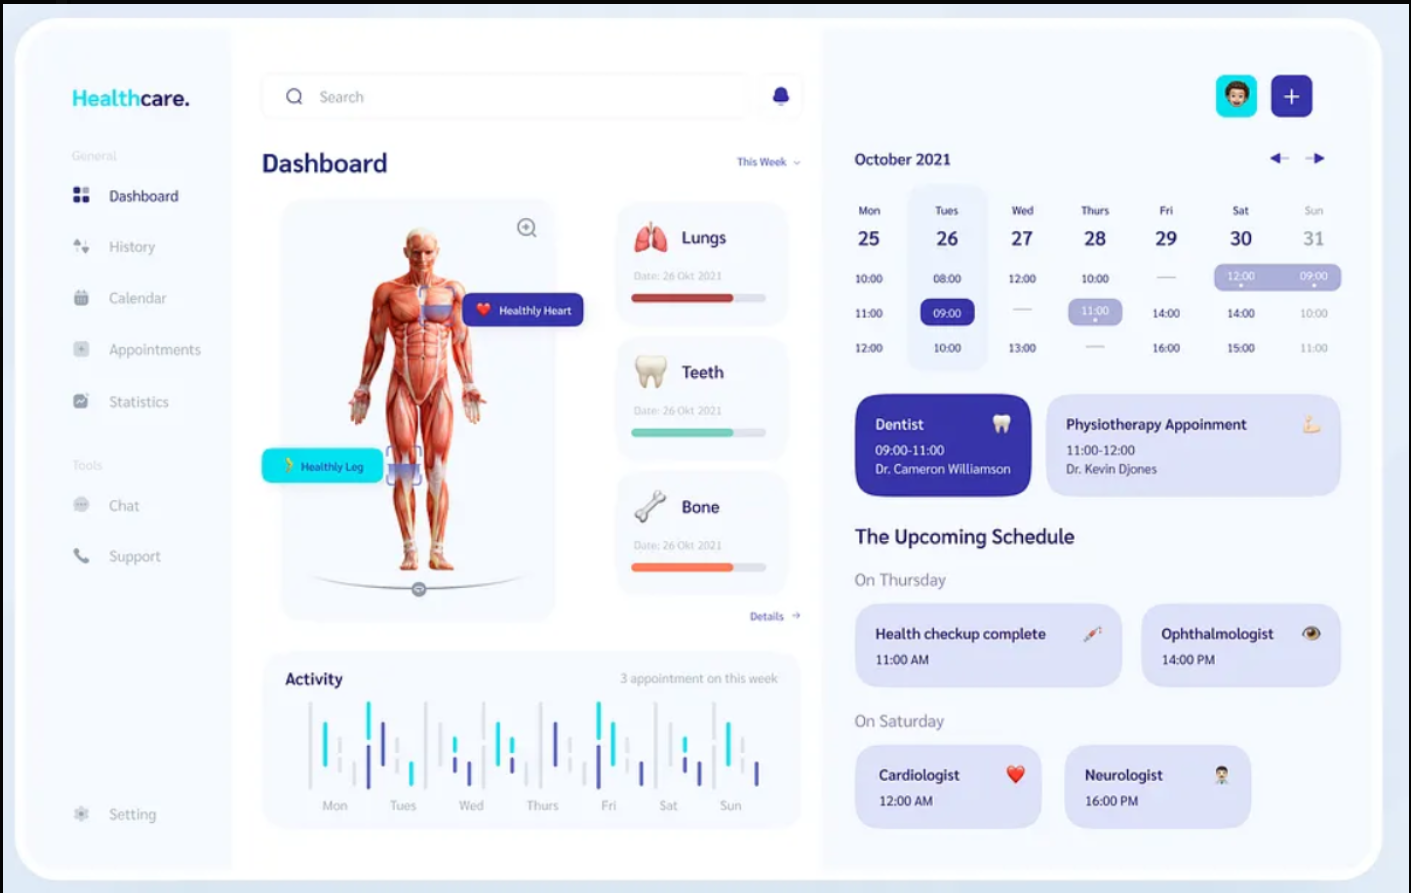 Healthcare.
General
Dashboard
History
Calendar
Appointments
Statistics
Tools
Chat
Support
Setting
Search
Dashboard
This Week
Healthly Heart
Healthly Leg
Lungs
Date: 26 Okt 2021
Teeth
Date: 26 Okt 2021
Bone
Date: 26 Okt 2021
Details
Activity
3 appointment on this week
Mon Tues Wed Thurs Fri Sat Sun
October 2021
Mon Tues Wed Thurs Fri Sat Sun
25 26 27 28 29 30 31
10:00 08:00 12:00 10:00 — 12:00 09:00
11:00 09:00 — 11:00 14:00 14:00 10:00
12:00 10:00 13:00 — 16:00 15:00 11:00
Dentist
09:00-11:00
Dr. Cameron Williamson
Physiotherapy Appoinment
11:00-12:00
Dr. Kevin Djones
The Upcoming Schedule
On Thursday
Health checkup complete
11:00 AM
Ophthalmologist
14:00 PM
On Saturday
Cardiologist
12:00 AM
Neurologist
16:00 PM